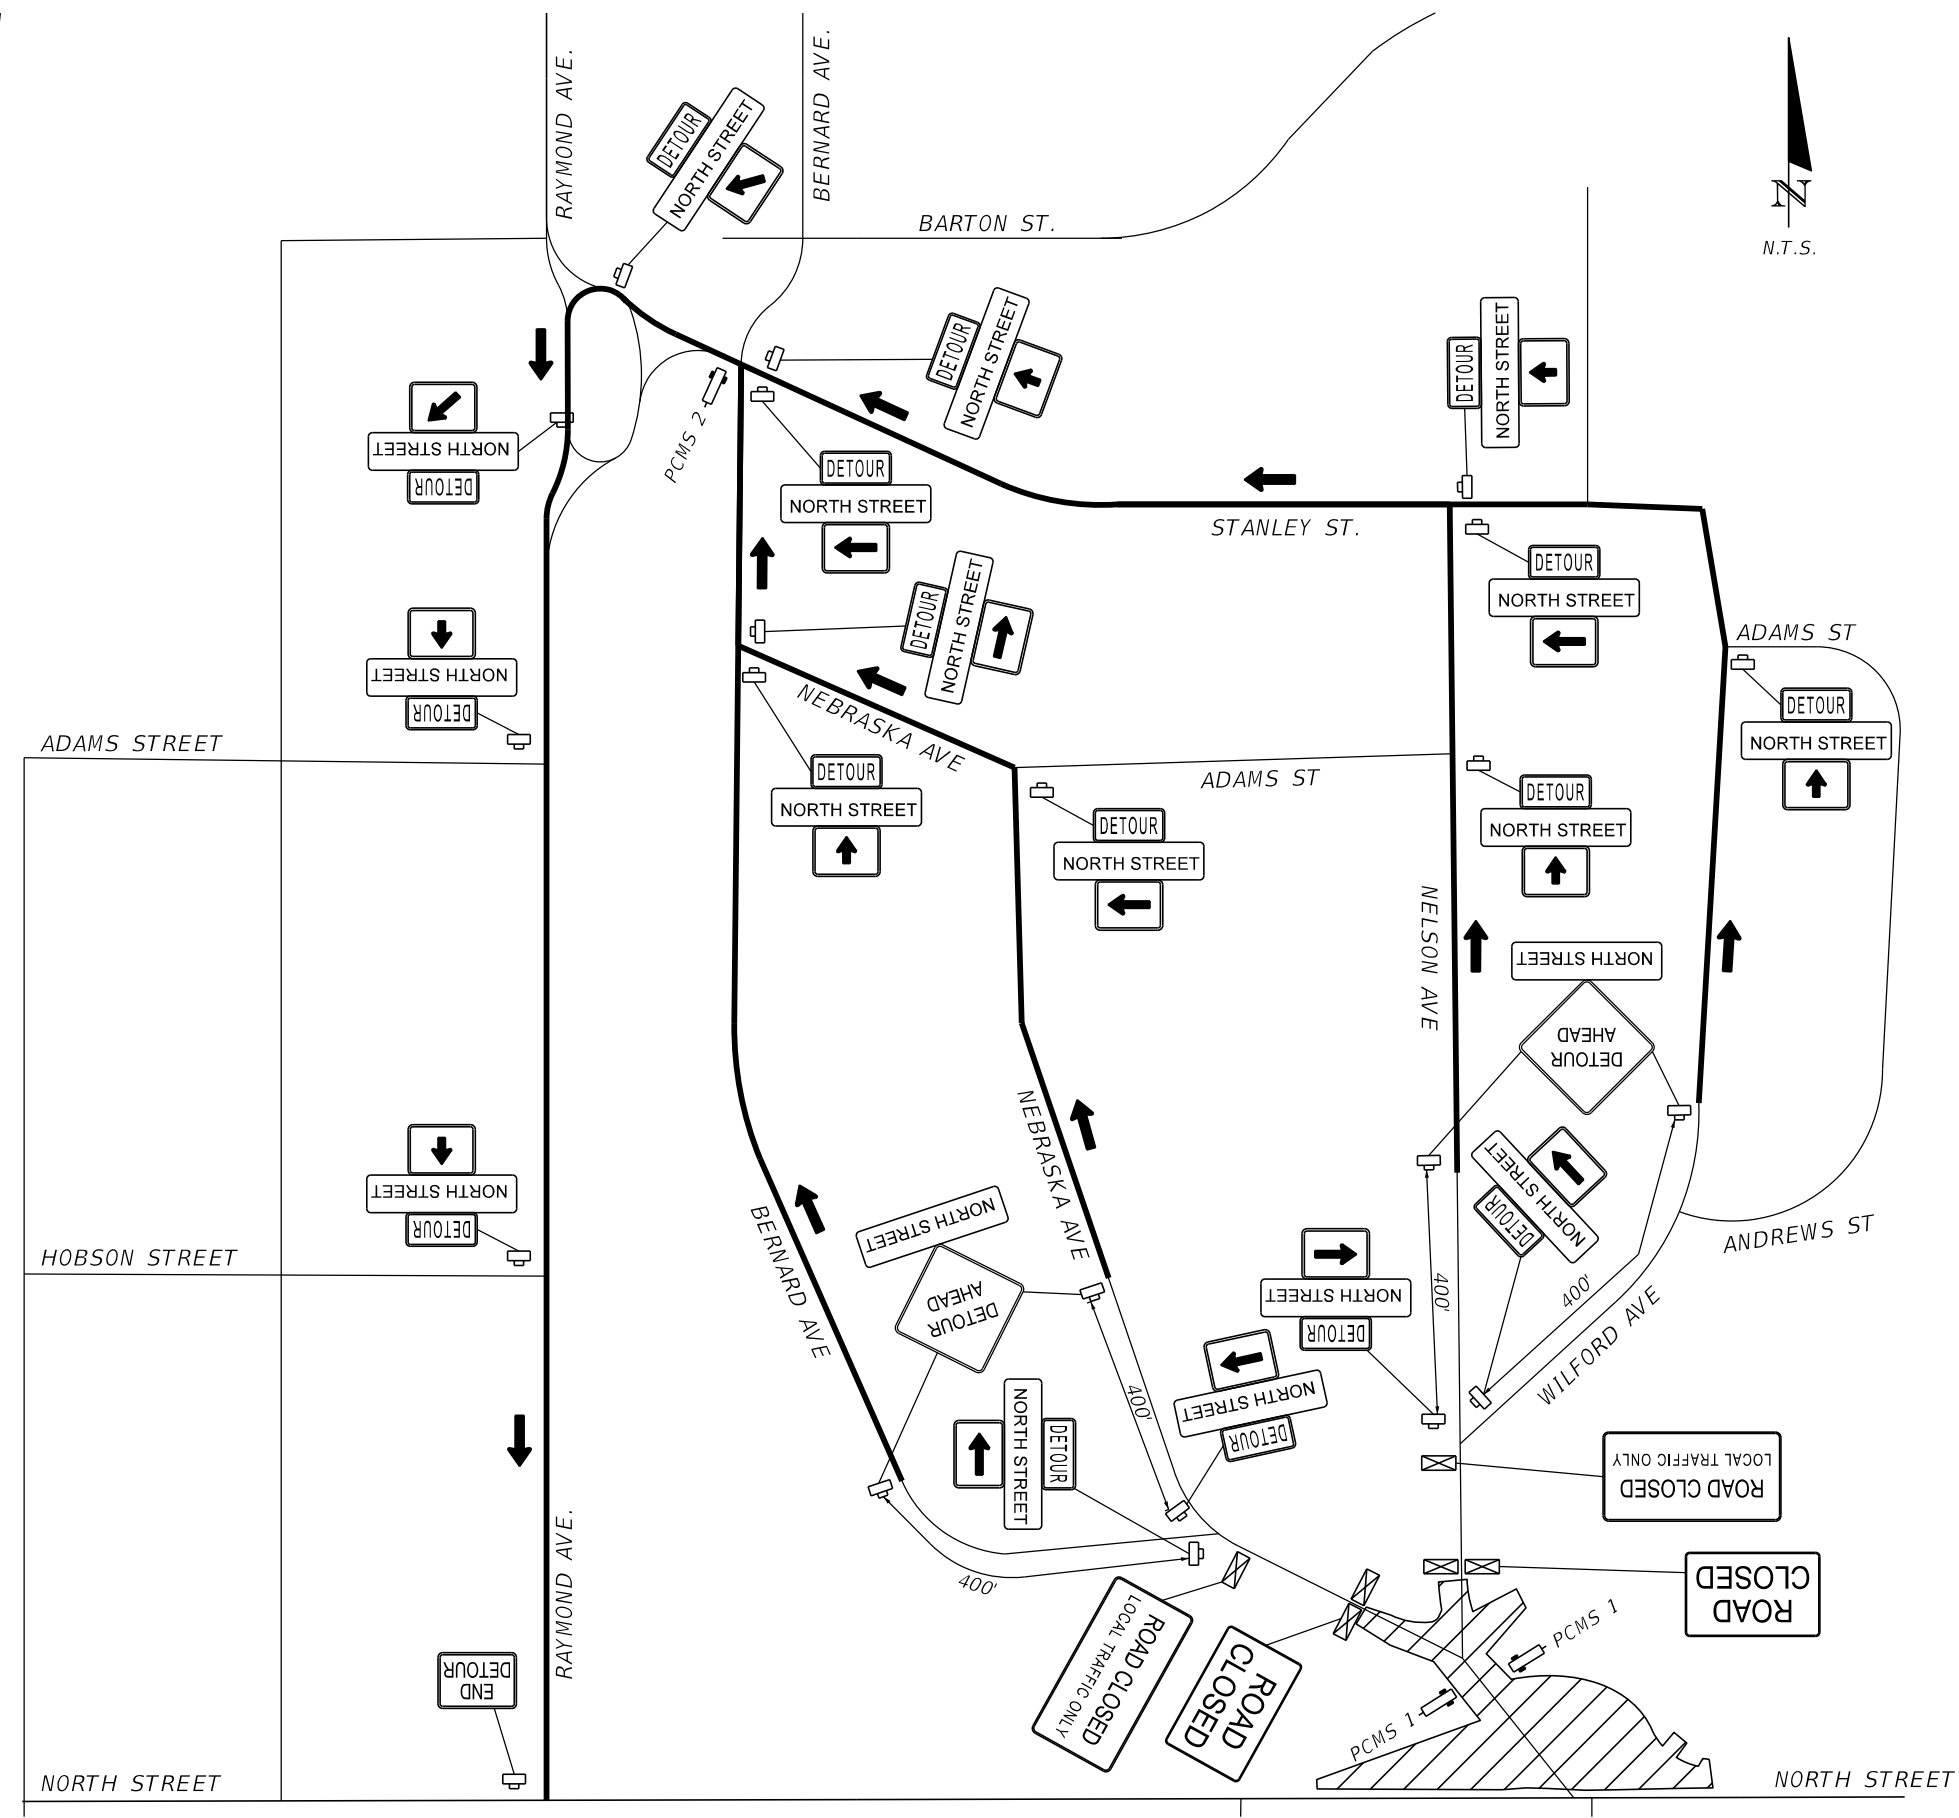 RAYMOND AVE.
BERNARD AVE.
DETOUR
NORTH STREET
BARTON ST.
N
N.T.S.
DETOUR
NORTH STREET
DETOUR
NORTH STREET
NORTH STREET
DETOUR
PCMS 2
DETOUR
NORTH STREET
STANLEY ST.
DETOUR
NORTH STREET
DETOUR
NORTH STREET
ADAMS ST
NORTH STREET
DETOUR
DETOUR
NORTH STREET
NEBRASKA AVE
ADAMS STREET
ADAMS ST
DETOUR
NORTH STREET
DETOUR
NORTH STREET
DETOUR
NORTH STREET
NELSON AVE
NORTH STREET
DETOUR
AHEAD
NORTH STREET
DETOUR
NEBRASKA AVE
NORTH STREET
DETOUR
HOBSON STREET
BERNARD AVE
NORTH STREET
DETOUR
AHEAD
ANDREWS ST
NORTH STREET
DETOUR
400'
400'
WILFORD AVE
400'
NORTH STREET
DETOUR
NORTH STREET
DETOUR
ROAD CLOSED
LOCAL TRAFFIC ONLY
RAYMOND AVE.
400'
ROAD
CLOSED
ROAD CLOSED
LOCAL TRAFFIC ONLY
ROAD
CLOSED
PCMS 1
PCMS 1
END
DETOUR
NORTH STREET
NORTH STREET